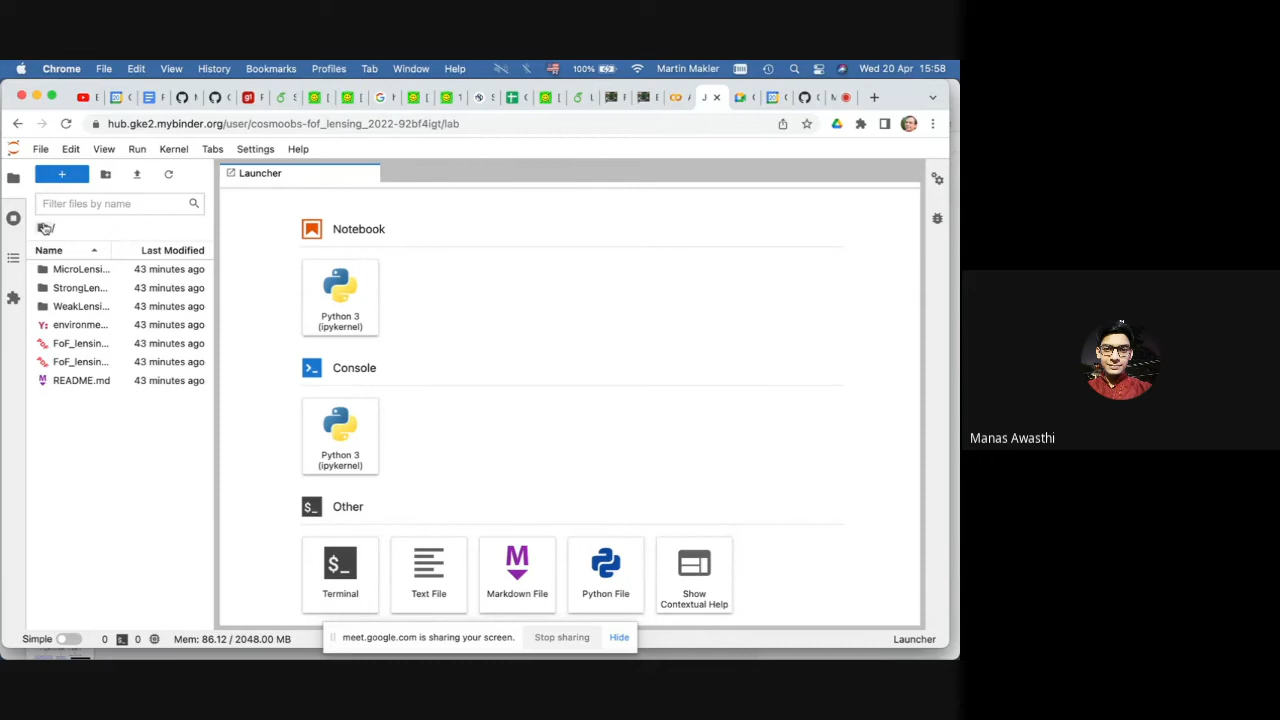 Chrome File Edit View History Bookmarks Profiles Tab Window Help 100% Martin Makler Wed 20 Apr 15:58
hub.gke2.mybinder.org/user/cosmoobs-fof_lensing_2022-92bf4igt/lab
File Edit View Run Kernel Tabs Settings Help
+
Launcher
Filter files by name
/
Name Last Modified
MicroLensi... 43 minutes ago
StrongLen... 43 minutes ago
WeakLensi... 43 minutes ago
Y: environme... 43 minutes ago
FoF_lensin... 43 minutes ago
FoF_lensin... 43 minutes ago
README.md 43 minutes ago
Notebook
Python 3
(ipykernel)
Console
Python 3
(ipykernel)
$_ Other
$_
M
Terminal
Text File
Markdown File
Python File
Show
Contextual Help
meet.google.com is sharing your screen. Stop sharing Hide
Simple 0 0 Mem: 86.12 / 2048.00 MB Launcher
Manas Awasthi